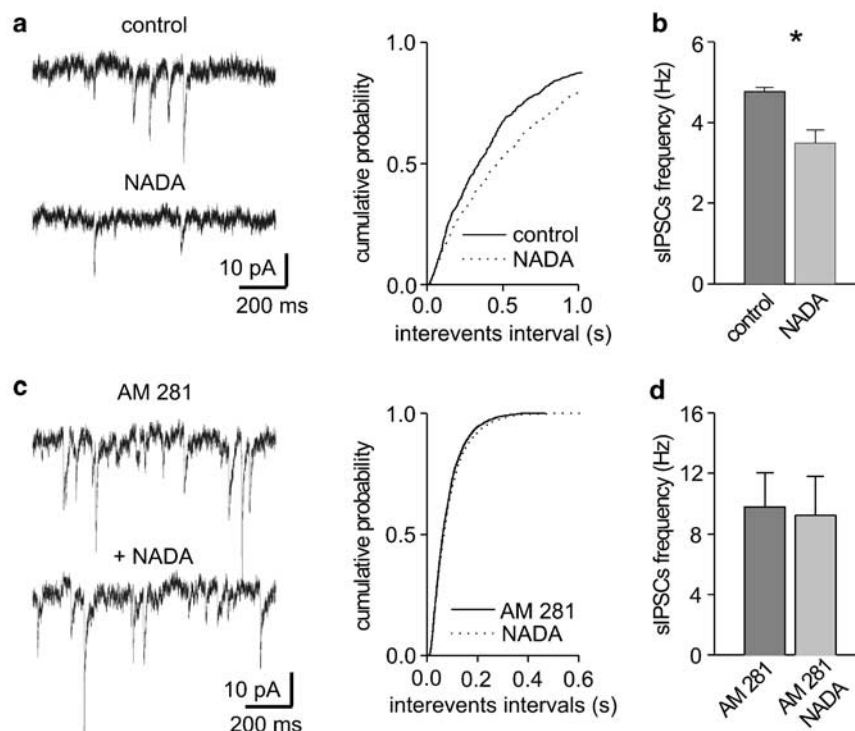 a
control
NADA
10 pA
200 ms
1.0
0.5
0.0
cumulative probability
control
NADA
0.0
0.5
1.0
interevents interval (s)
b
*
6
4
2
0
sIPSCs frequency (Hz)
control
NADA
c
AM 281
+ NADA
10 pA
200 ms
1.0
0.5
0.0
cumulative probability
AM 281
NADA
0.0
0.2
0.4
0.6
interevents intervals (s)
d
16
12
8
4
0
sIPSCs frequency (Hz)
AM 281
AM 281
NADA